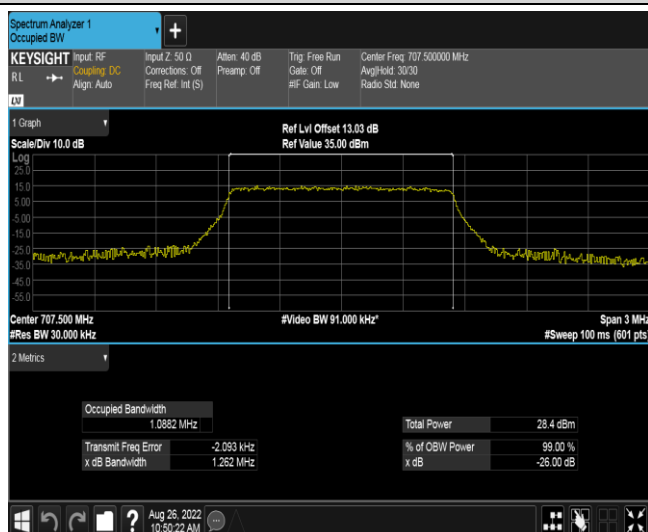 Spectrum Analyzer 1
Occupied BW
+
KEYSIGHT
RL
LXI
Input: RF
Coupling: DC
Align: Auto
Input Z: 50 Ω
Corrections: Off
Freq Ref: Int (S)
Atten: 40 dB
Preamp: Off
Trig: Free Run
Gate: Off
#IF Gain: Low
Center Freq: 707.500000 MHz
Avg|Hold: 30/30
Radio Std: None
1 Graph
Scale/Div 10.0 dB
Ref Lvl Offset 13.03 dB
Ref Value 35.00 dBm
Log
25.0
15.0
5.00
-5.00
-15.0
-25.0
-35.0
-45.0
-55.0
Center 707.500 MHz
#Res BW 30.000 kHz
#Video BW 91.000 kHz*
Span 3 MHz
#Sweep 100 ms (601 pts)
2 Metrics
Occupied Bandwidth
1.0882 MHz
Transmit Freq Error -2.093 kHz
x dB Bandwidth 1.262 MHz
Total Power 28.4 dBm
% of OBW Power 99.00 %
x dB -26.00 dB
?
Aug 26, 2022
10:50:22 AM